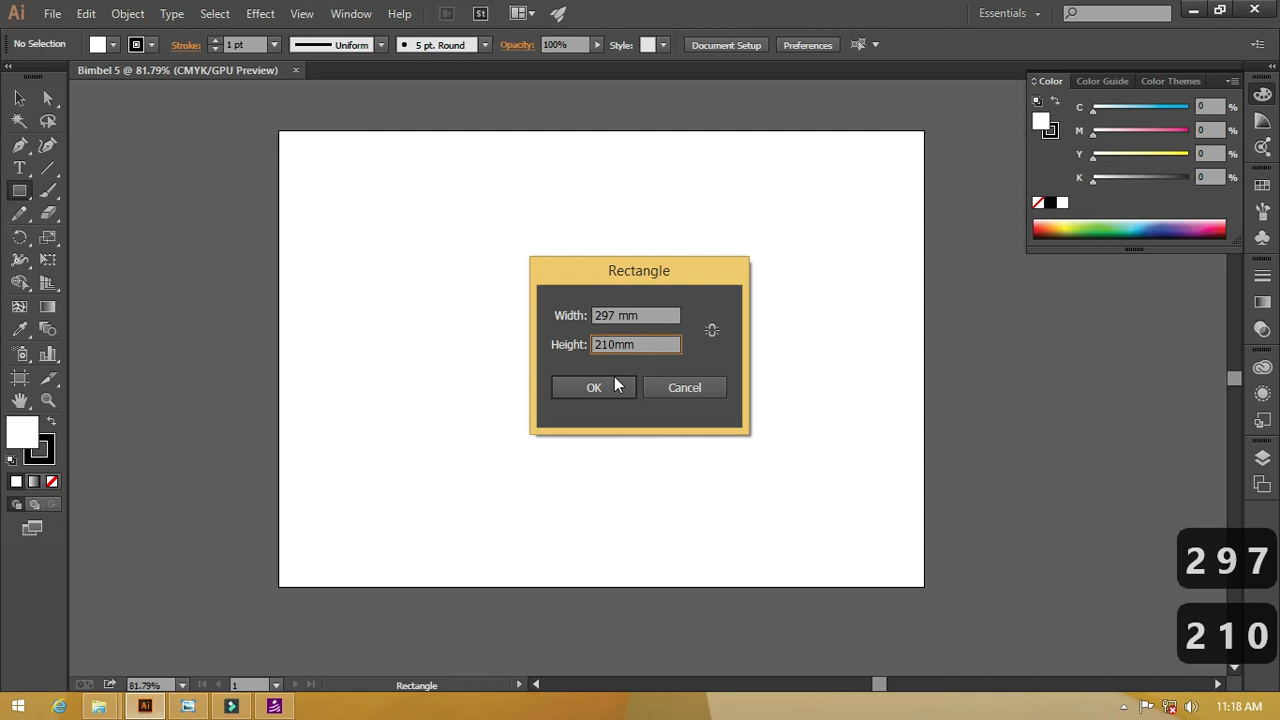 Ai File Edit Object Type Select Effect View Window Help Br St Essentials
No Selection Stroke: 1 pt Uniform 5 pt. Round Opacity: 100% Style: Document Setup Preferences
Bimbel 5 @ 81.79% (CMYK/GPU Preview)
Color Color Guide Color Themes
C 0 %
M 0 %
Y 0 %
K 0 %
Rectangle
Width: 297 mm
Height: 210mm
OK Cancel
297
210
81.79% 1 Rectangle
Ai 11:18 AM